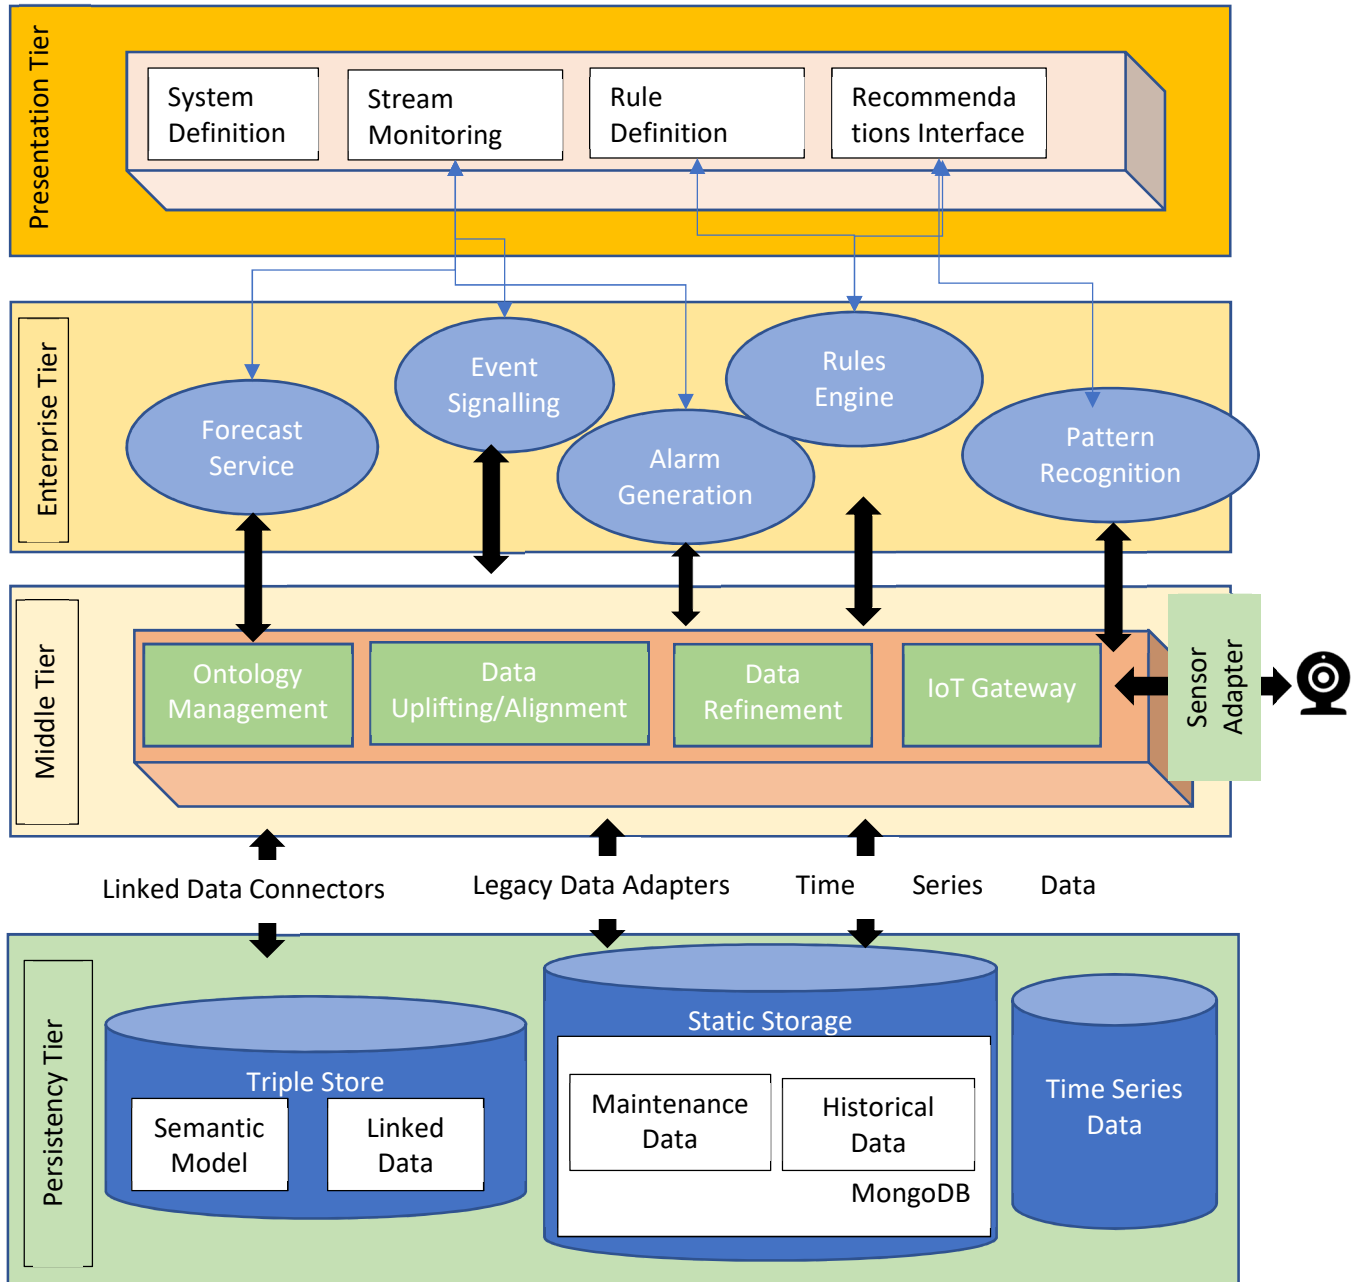 Presentation Tier
System
Definition
Stream
Monitoring
Rule
Definition
Recommenda
tions Interface
Enterprise Tier
Forecast
Service
Event
Signalling
Alarm
Generation
Rules
Engine
Pattern
Recognition
Middle Tier
Ontology
Management
Data
Uplifting/Alignment
Data
Refinement
IoT Gateway
Sensor
Adapter
Linked Data Connectors
Legacy Data Adapters
Time Series Data
Persistency Tier
Triple Store
Semantic
Model
Linked
Data
Static Storage
Maintenance
Data
Historical
Data
MongoDB
Time Series
Data